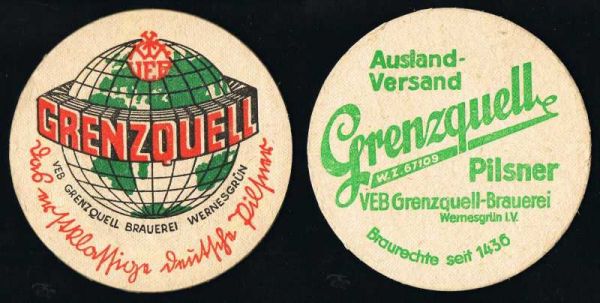 VEB
GRENZQUELL
VEB GRENZQUELL BRAUEREI WERNESGRÜN
Das erstklassige deutsche Pilsner
Ausland-
Versand
Grenzquell
W.Z. 67109
Pilsner
VEB Grenzquell-Brauerei
Wernesgrün i.V.
Braurechte seit 1436